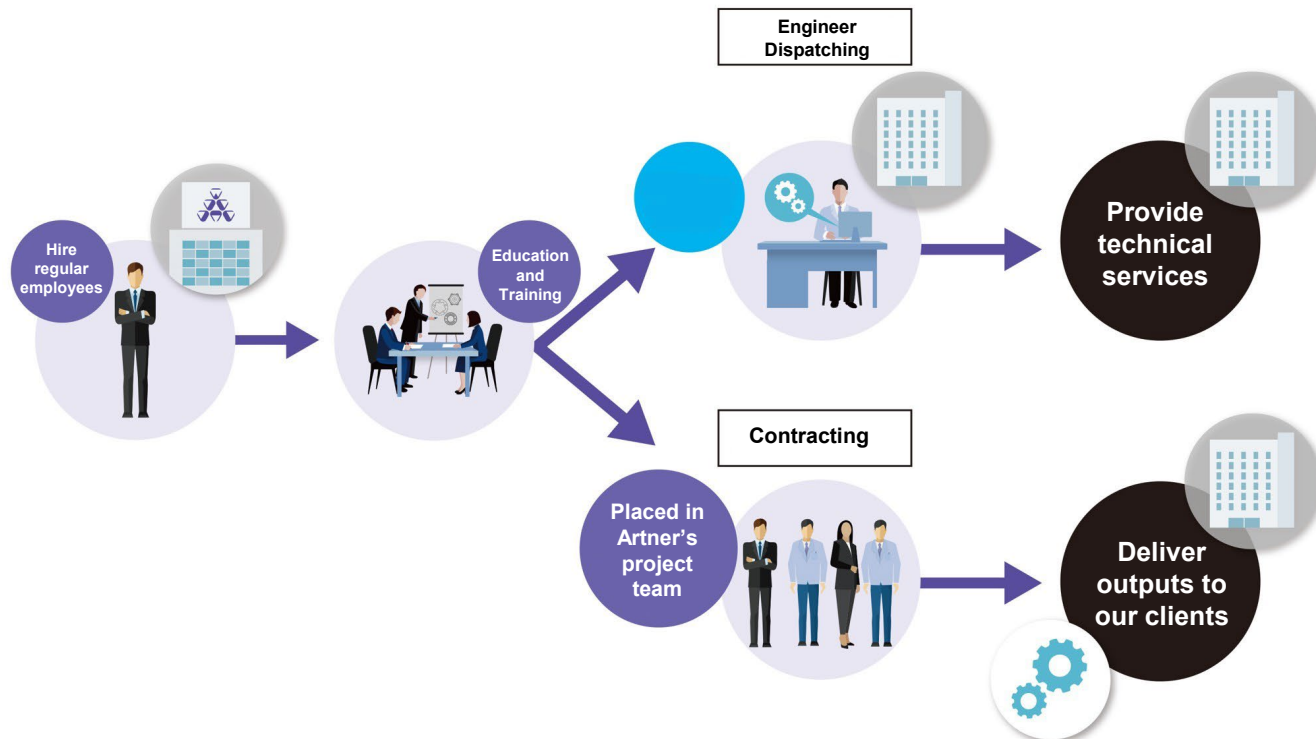 Engineer
Dispatching
Hire
regular
employees
Education
and
Training
Provide
technical
services
Contracting
Placed in
Artner's
project
team
Deliver
outputs to
our clients